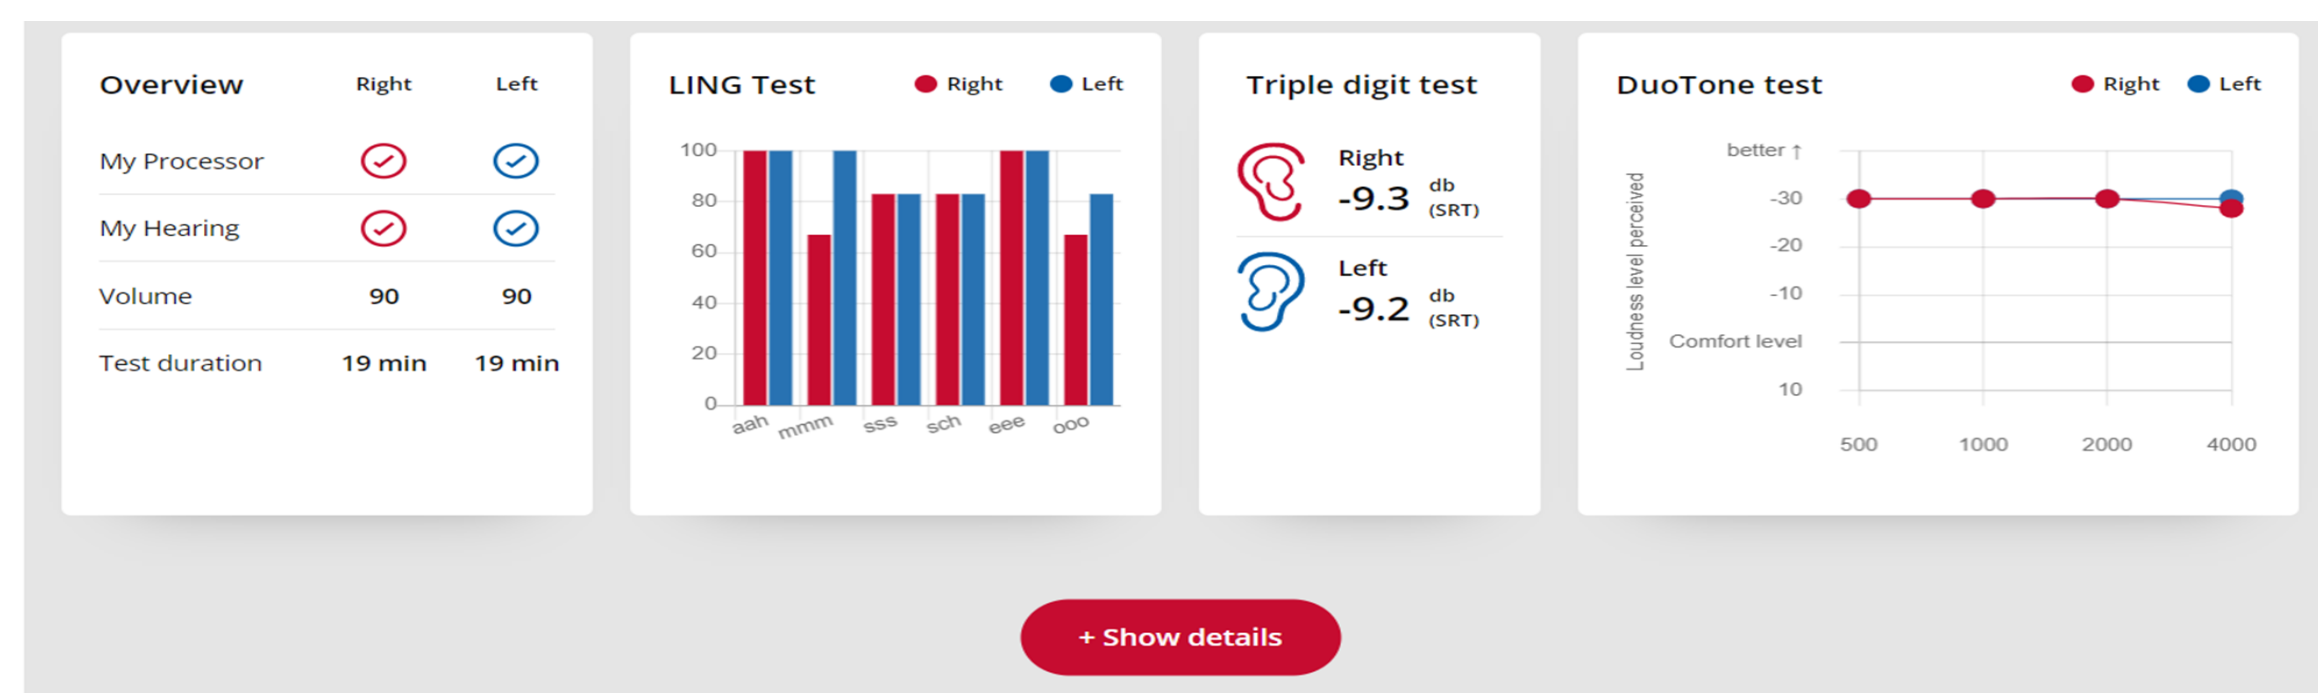 Overview Right Left
My Processor
My Hearing
Volume 90 90
Test duration 19 min 19 min
LING Test Right Left
100
80
60
40
20
0
aah mmm sss sch eee ooo
Triple digit test
Right
-9.3 db (SRT)
Left
-9.2 db (SRT)
DuoTone test Right Left
Loudness level perceived
better ↑
-30
-20
-10
Comfort level
10
500 1000 2000 4000
+ Show details